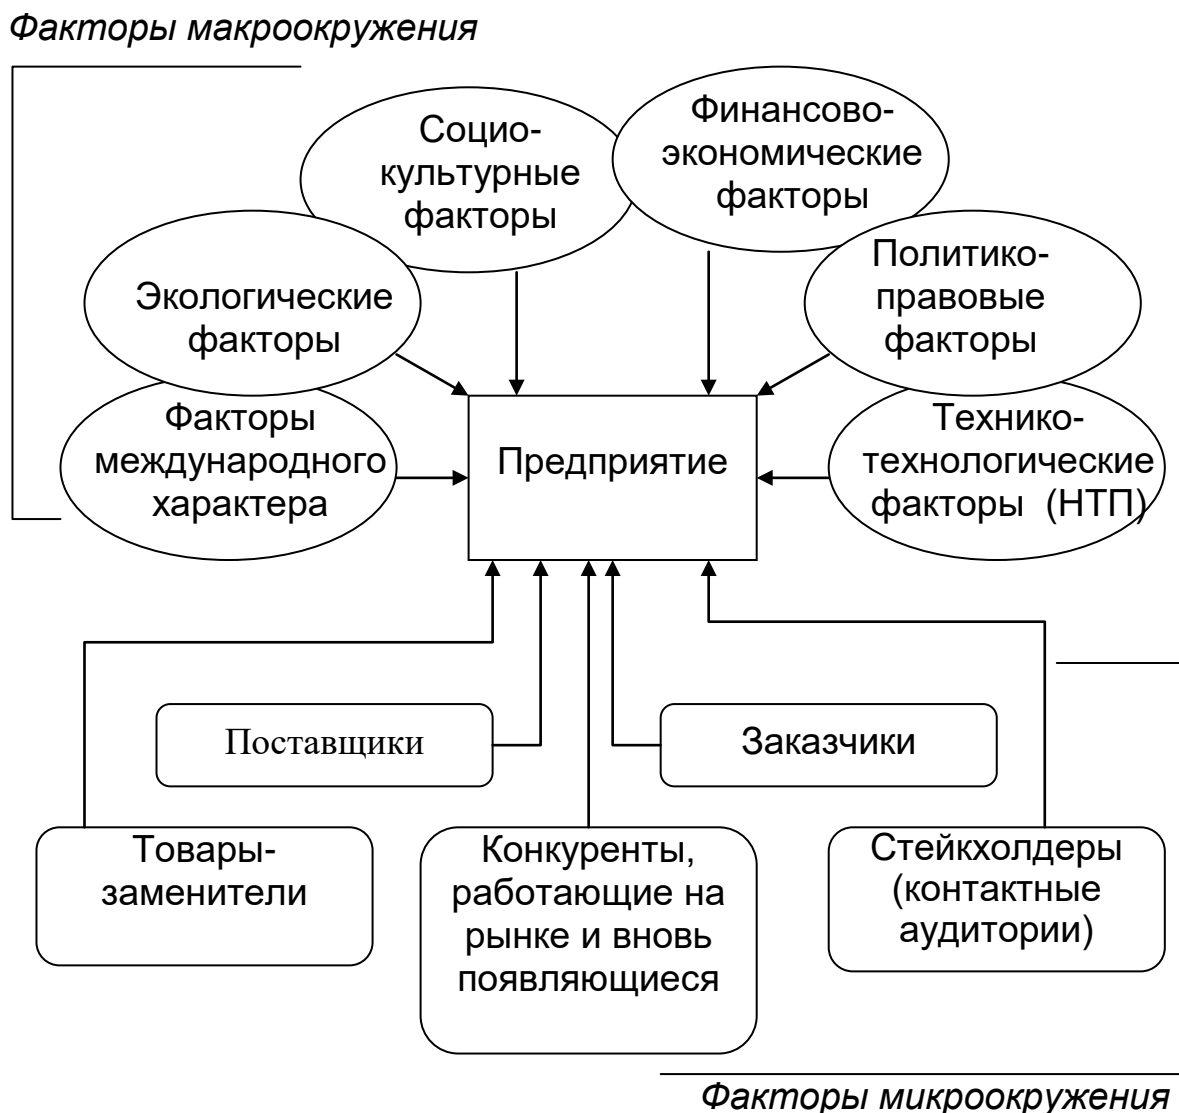 Факторы макроокружения
Социо-
культурные
факторы
Финансово-
экономические
факторы
Экологические
факторы
Политико-
правовые
факторы
Факторы
международного
характера
Предприятие
Технико-
технологические
факторы (НТП)
Поставщики
Заказчики
Товары-
заменители
Конкуренты,
работающие на
рынке и вновь
появляющиеся
Стейкхолдеры
(контактные
аудитории)
Факторы микроокружения